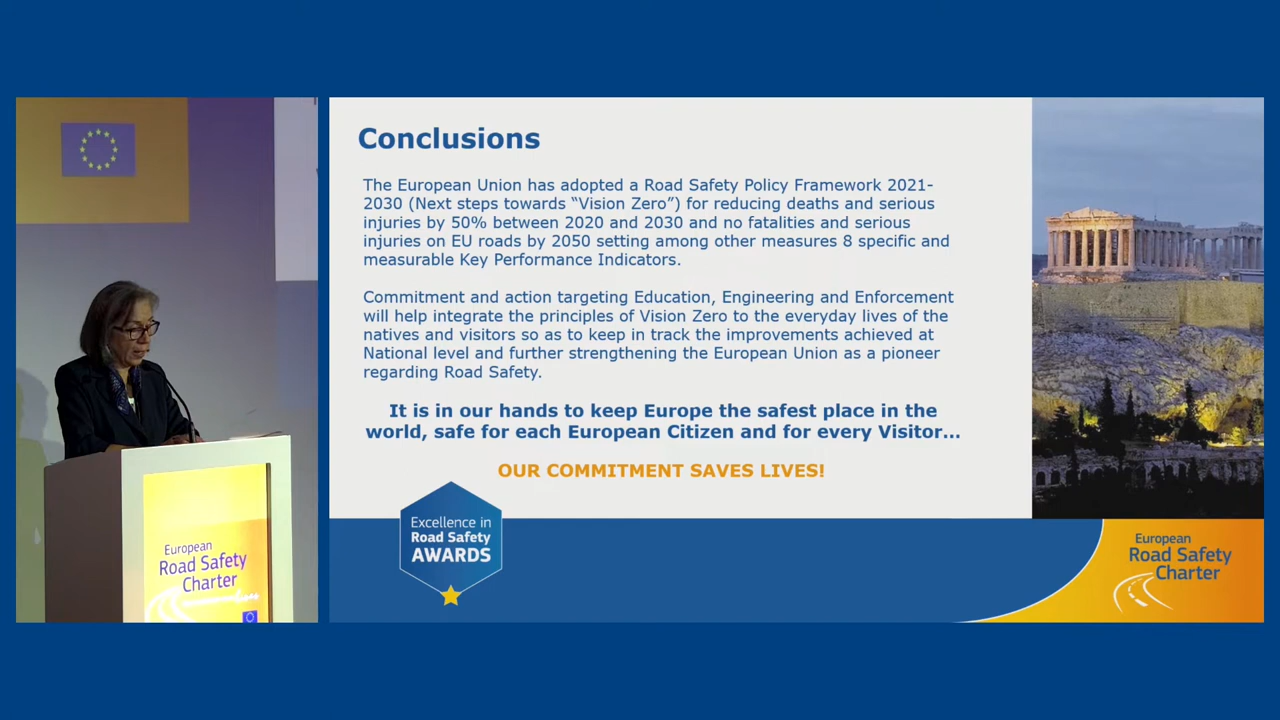 Conclusions
The European Union has adopted a Road Safety Policy Framework 2021-
2030 (Next steps towards “Vision Zero”) for reducing deaths and serious
injuries by 50% between 2020 and 2030 and no fatalities and serious
injuries on EU roads by 2050 setting among other measures 8 specific and
measurable Key Performance Indicators.
Commitment and action targeting Education, Engineering and Enforcement
will help integrate the principles of Vision Zero to the everyday lives of the
natives and visitors so as to keep in track the improvements achieved at
National level and further strengthening the European Union as a pioneer
regarding Road Safety.
It is in our hands to keep Europe the safest place in the
world, safe for each European Citizen and for every Visitor...
OUR COMMITMENT SAVES LIVES!
Excellence in
Road Safety
AWARDS
European
Road Safety
Charter
European
Road Safety
Charter